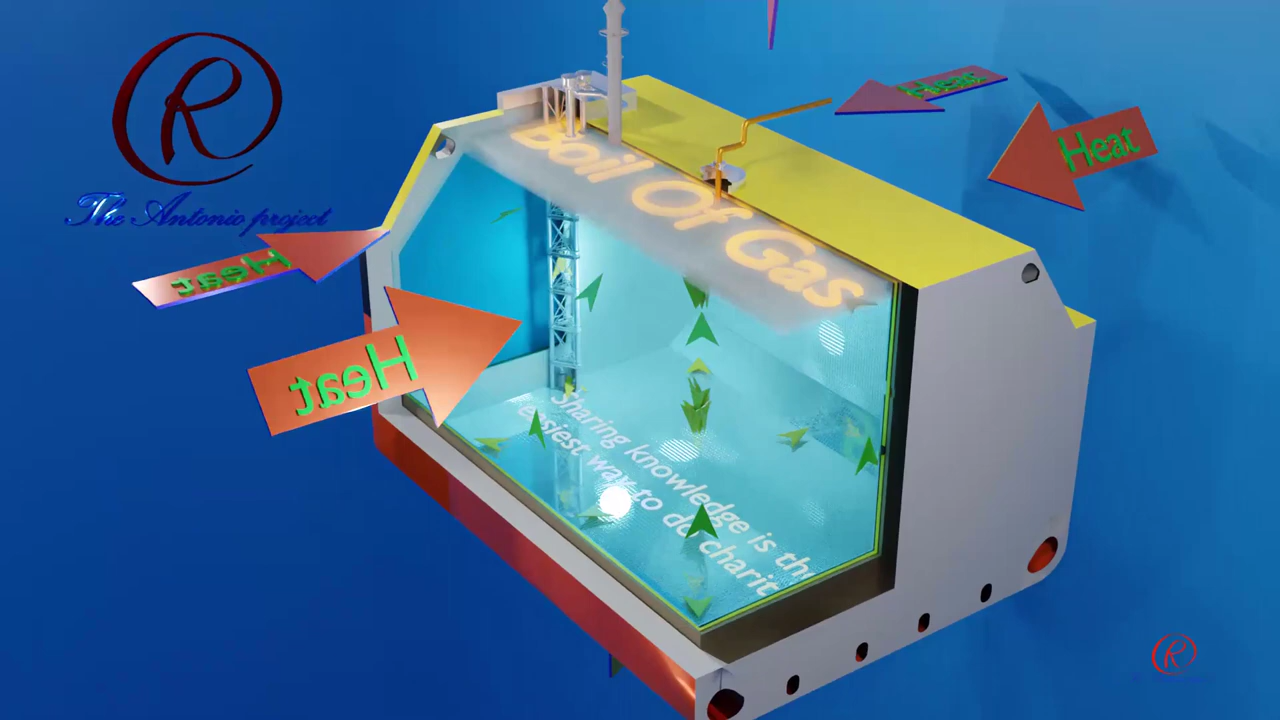 R
The Antonio project
Heat
Heat
Heat
Heat
Boil Of Gas
Sharing knowledge is the
easiest way to do charit
R